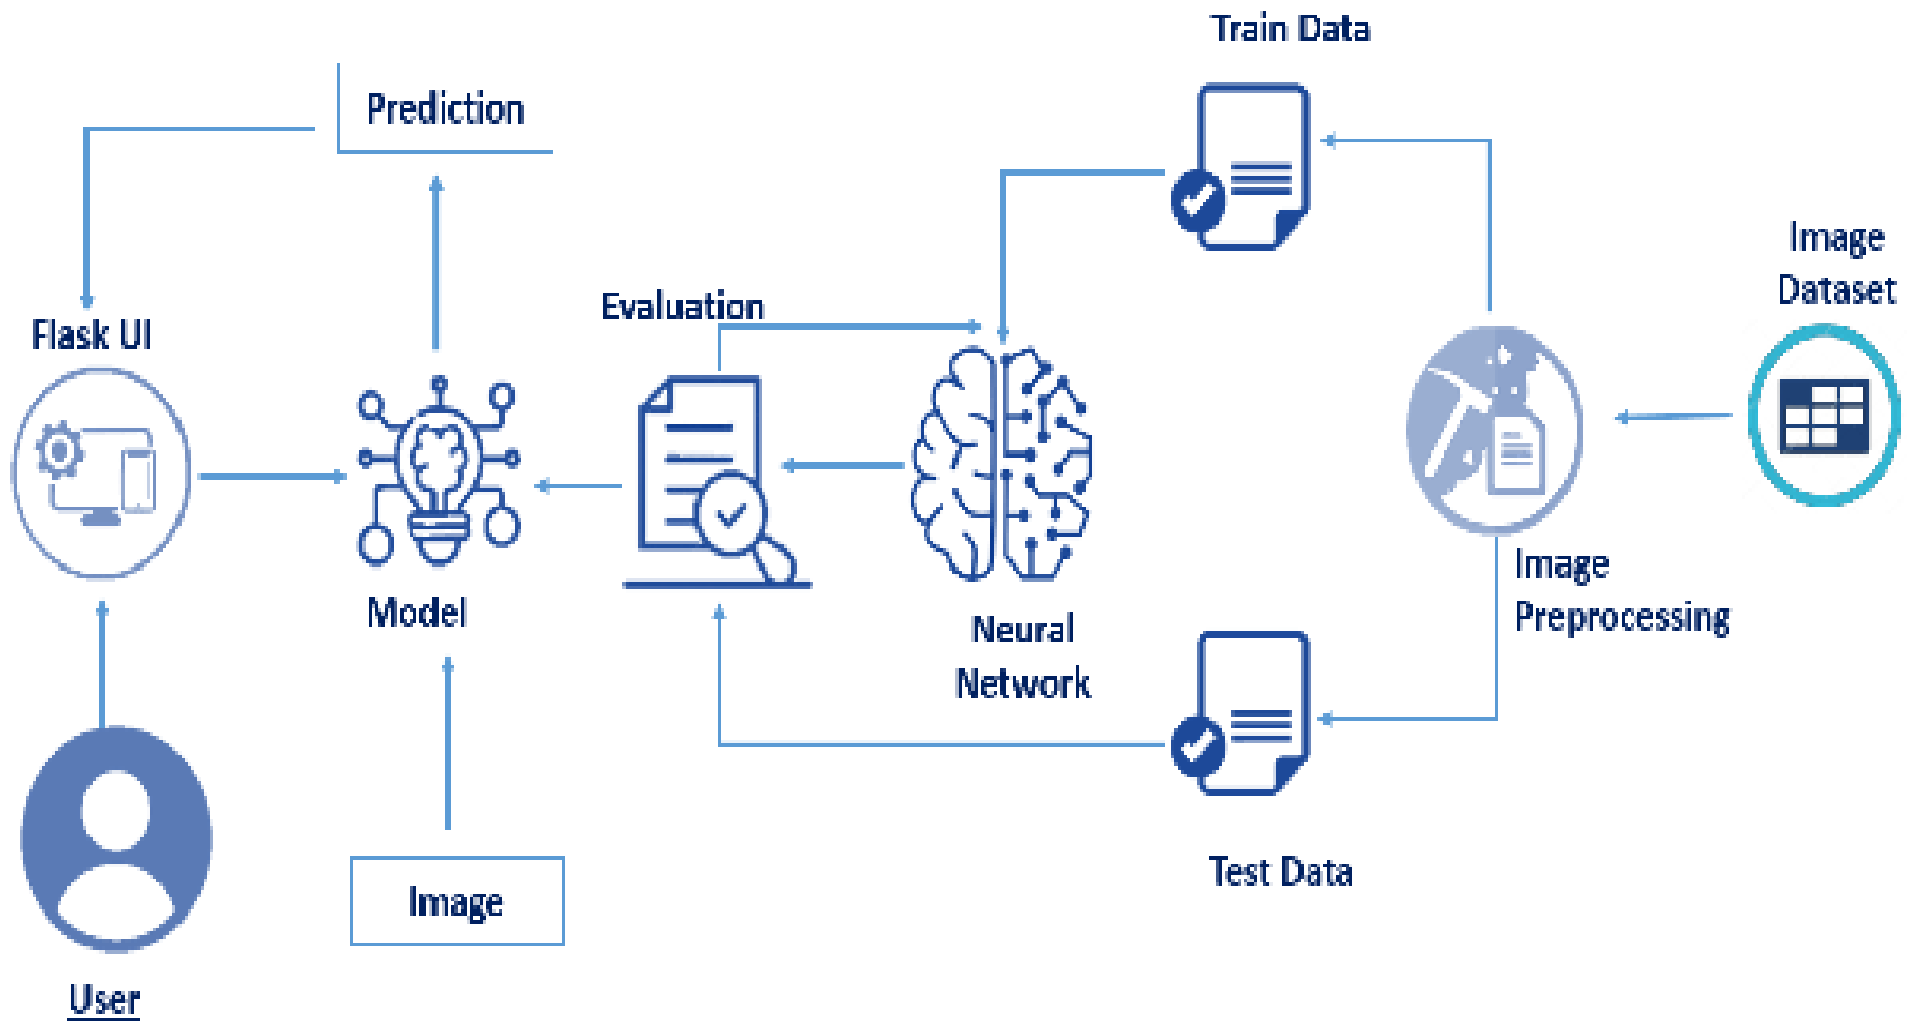 Train Data
Prediction
Image
Dataset
Evaluation
Flask UI
Image
Preprocessing
Model
Neural
Network
Test Data
Image
User